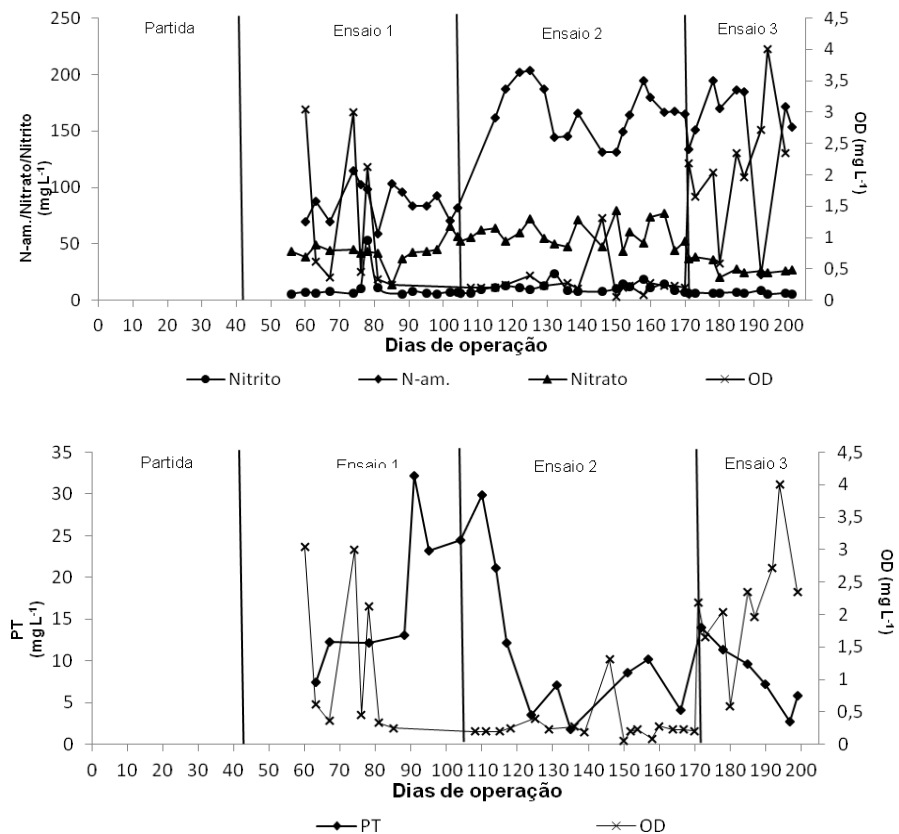 Partida
Ensaio 1
Ensaio 2
Ensaio 3
N-am./Nitrato/Nitrito
(mg L-1)
250
200
150
100
50
0
4,5
4
3,5
3
2,5
2
1,5
1
0,5
0
OD (mg L-1)
0 10 20 30 40 50 60 70 80 90 100 110 120 130 140 150 160 170 180 190 200
Dias de operação
Nitrito
N-am.
Nitrato
OD
Partida
Ensaio 1
Ensaio 2
Ensaio 3
PT
(mg L-1)
35
30
25
20
15
10
5
0
4,5
4
3,5
3
2,5
2
1,5
1
0,5
0
OD (mg L-1)
0 10 20 30 40 50 60 70 80 90 100 110 120 130 140 150 160 170 180 190 200
Dias de operação
PT
OD